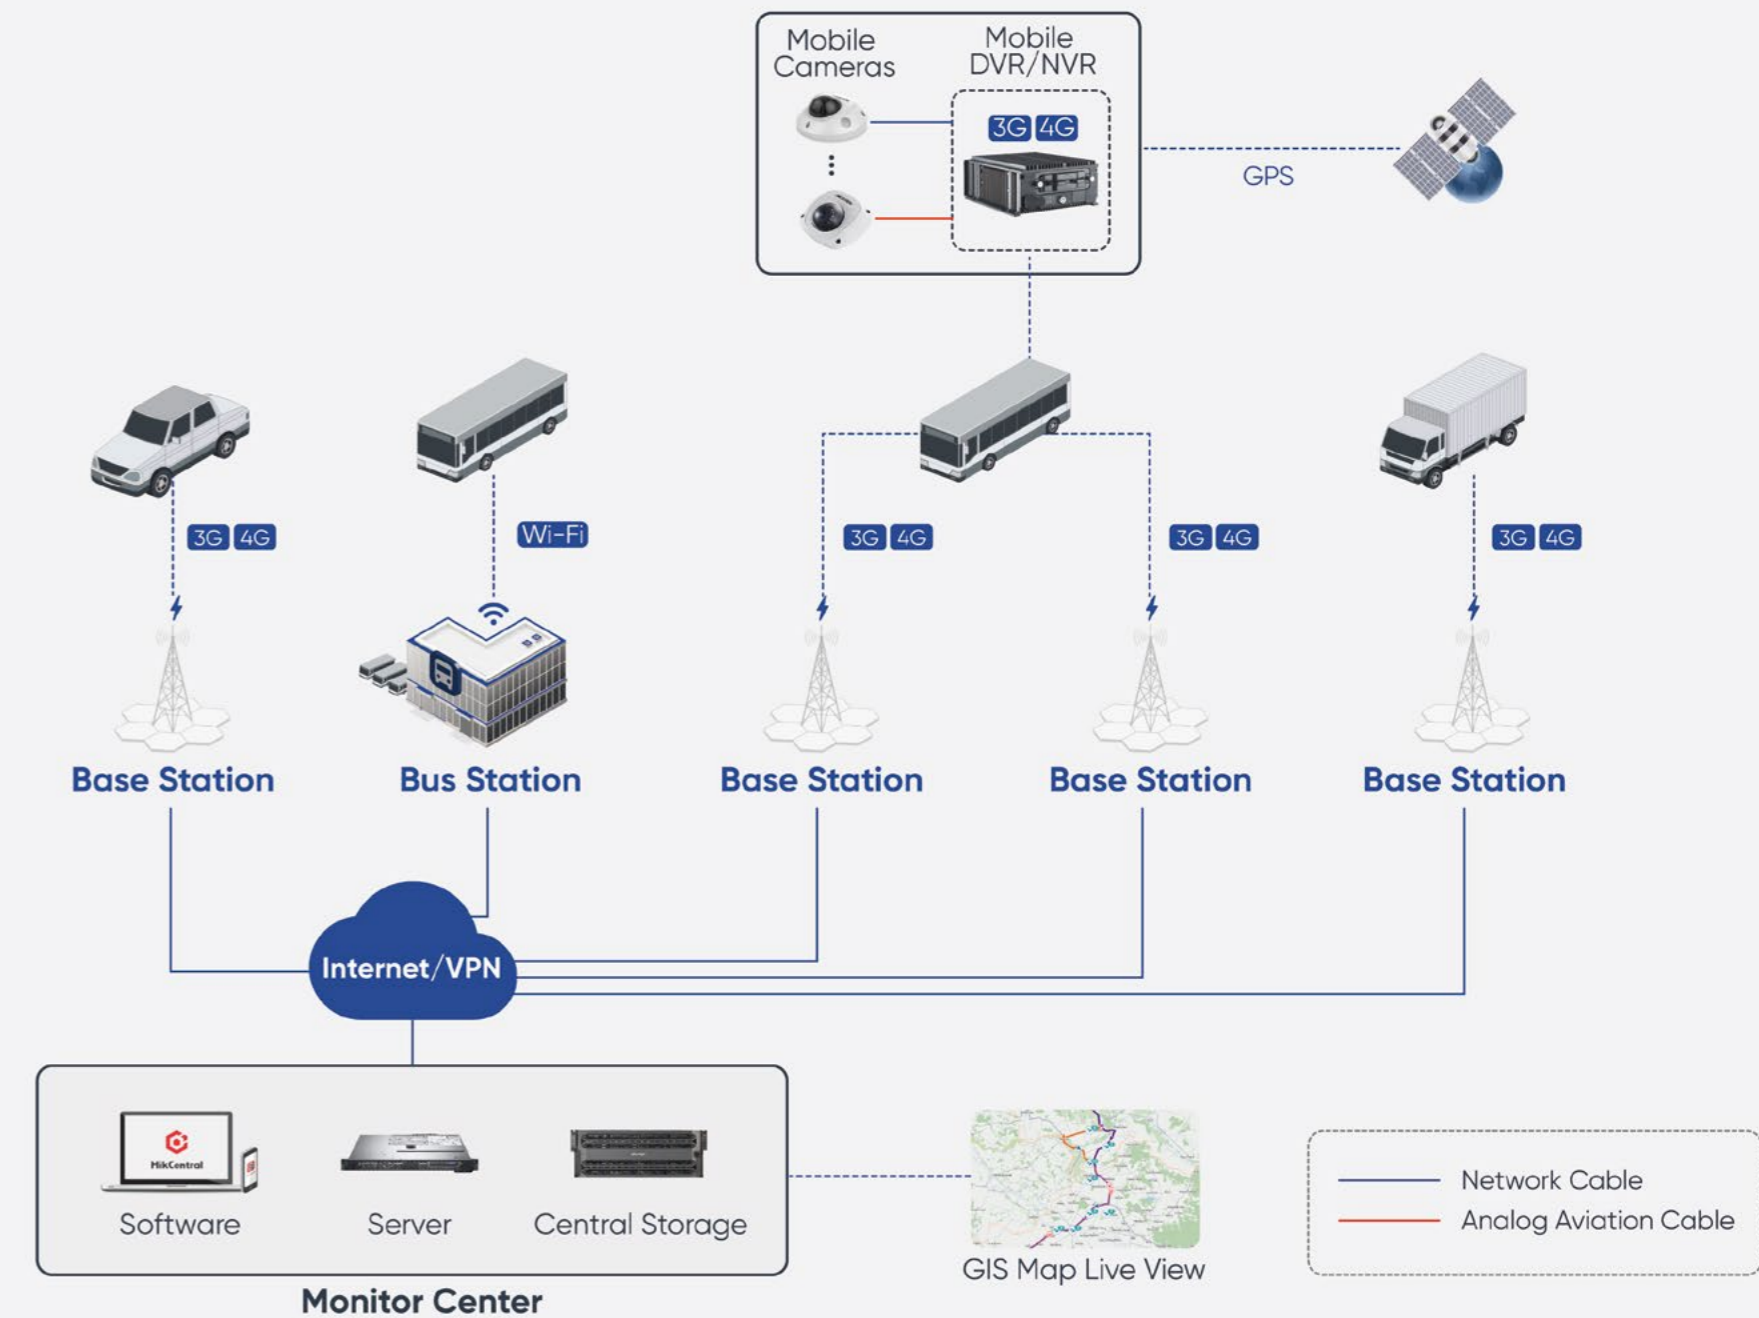 Mobile
Cameras
Mobile
DVR/NVR
3G 4G
GPS
3G 4G
Wi-Fi
3G 4G
3G 4G
3G 4G
Base Station
Bus Station
Base Station
Base Station
Base Station
Internet/VPN
HikCentral
Software
Server
Central Storage
Monitor Center
GIS Map Live View
Network Cable
Analog Aviation Cable